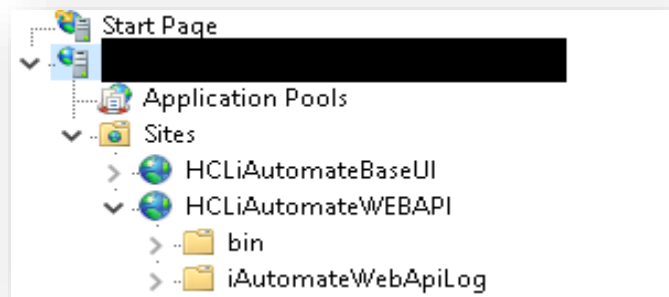 Start Page
Application Pools
Sites
HCLiAutomateBaseUI
HCLiAutomateWEBAPI
bin
iAutomateWebApiLog